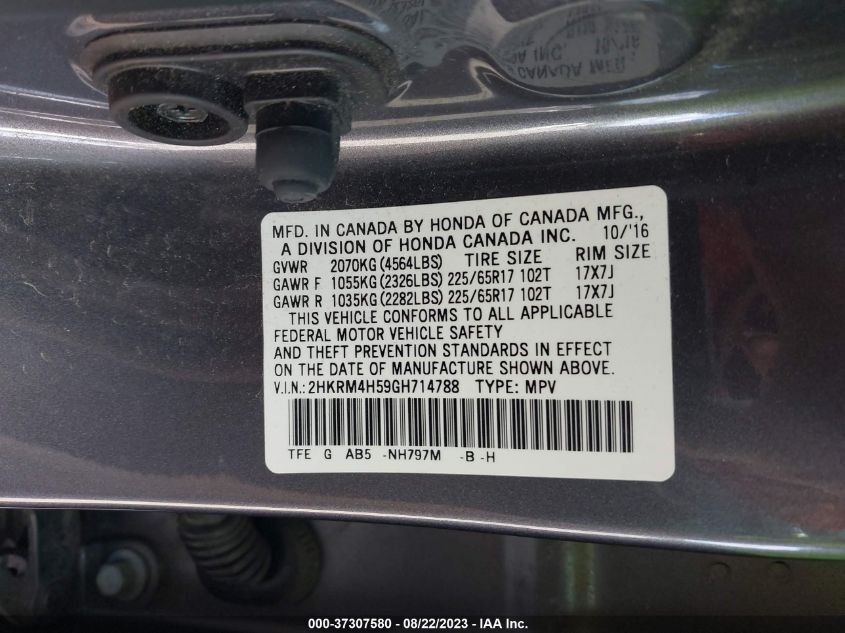 MFD. IN CANADA BY HONDA OF CANADA MFG.,
A DIVISION OF HONDA CANADA INC. 10/'16
GVWR 2070KG (4564LBS) TIRE SIZE RIM SIZE
GAWR F 1055KG (2326LBS) 225/65R17 102T 17X7J
GAWR R 1035KG (2282LBS) 225/65R17 102T 17X7J
THIS VEHICLE CONFORMS TO ALL APPLICABLE
FEDERAL MOTOR VEHICLE SAFETY
AND THEFT PREVENTION STANDARDS IN EFFECT
ON THE DATE OF MANUFACTURE SHOWN ABOVE.
V.I.N.: 2HKRM4H59GH714788 TYPE: MPV
TFE G AB5 -NH797M -B -H
000-37307580 - 08/22/2023 - IAA Inc.